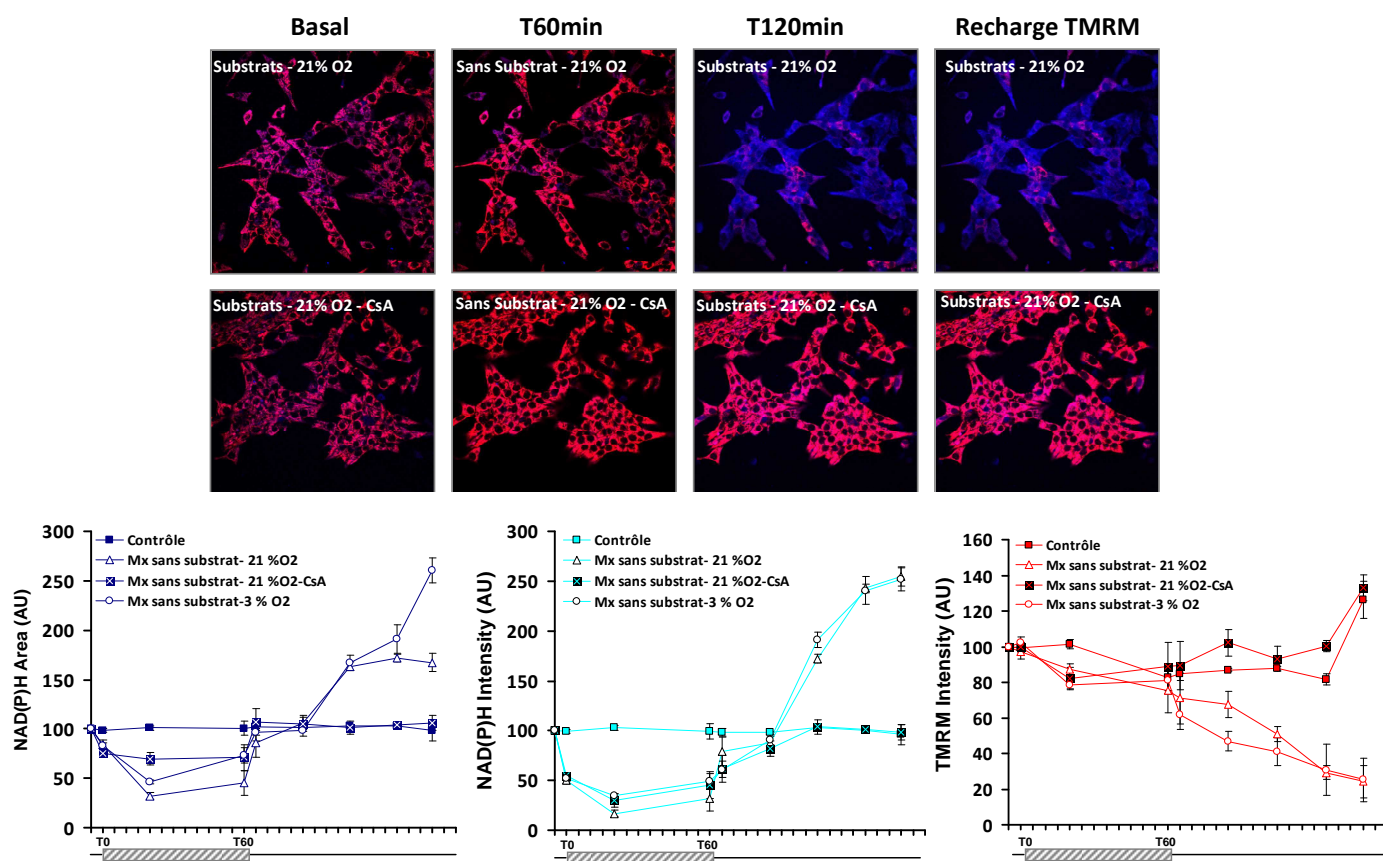 Basal T60min T120min Recharge TMRM
Substrats - 21% O2 Sans Substrat - 21% O2 Substrats - 21% O2 Substrats - 21% O2
Substrats - 21% O2 - CsA Sans Substrat - 21% O2 - CsA Substrats - 21% O2 - CsA Substrats - 21% O2 - CsA
NAD(P)H Area (AU)
300
250
200
150
100
50
0
Contrôle
Mx sans substrat- 21 %O2
Mx sans substrat- 21 %O2-CsA
Mx sans substrat-3 % O2
T0 T60
NAD(P)H Intensity (AU)
300
250
200
150
100
50
0
Contrôle
Mx sans substrat- 21 %O2
Mx sans substrat- 21 %O2-CsA
Mx sans substrat-3 % O2
T0 T60
TMRM Intensity (AU)
160
140
120
100
80
60
40
20
0
Contrôle
Mx sans substrat- 21 %O2
Mx sans substrat- 21 %O2-CsA
Mx sans substrat-3 % O2
T0 T60